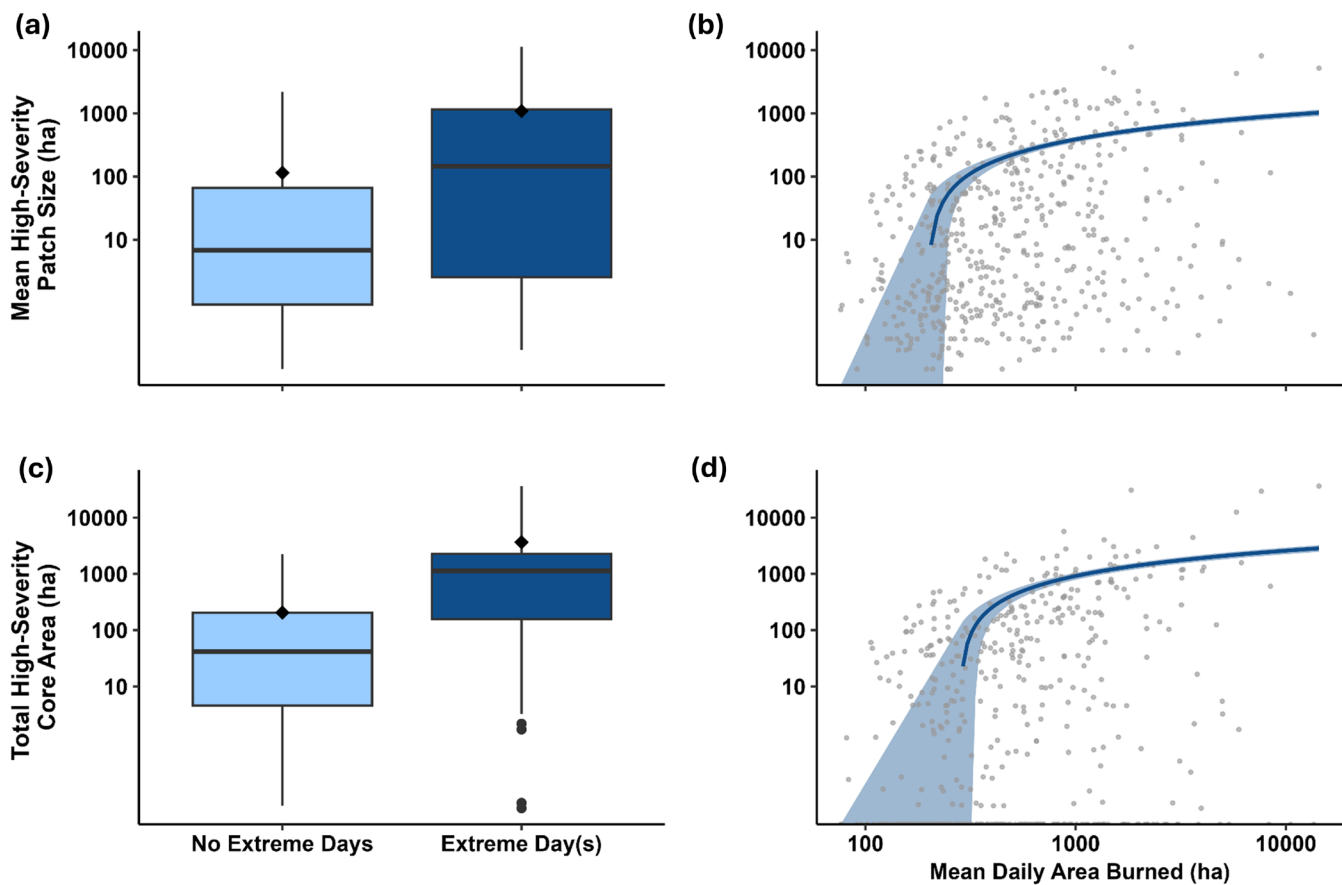 (a)
10000
1000
100
10
Mean High-Severity
Patch Size (ha)
(b)
10000
1000
100
10
(c)
10000
1000
100
10
Total High-Severity
Core Area (ha)
No Extreme Days
Extreme Day(s)
(d)
10000
1000
100
10
100
1000
10000
Mean Daily Area Burned (ha)